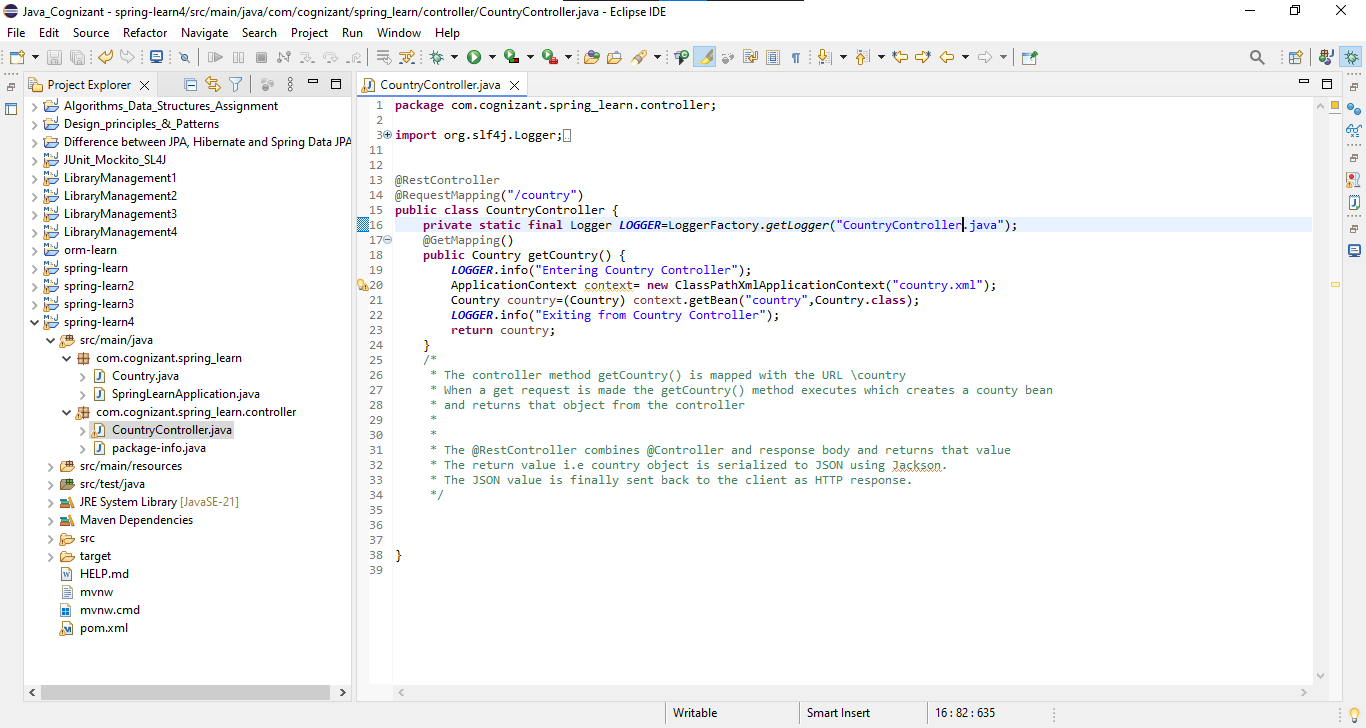 Java_Cognizant - spring-learn4/src/main/java/com/cognizant/spring_learn/controller/CountryController.java - Eclipse IDE
File Edit Source Refactor Navigate Search Project Run Window Help
Project Explorer
Algorithms_Data_Structures_Assignment
Design_principles_&_Patterns
Difference between JPA, Hibernate and Spring Data JPA
JUnit_Mockito_SL4J
LibraryManagement1
LibraryManagement2
LibraryManagement3
LibraryManagement4
orm-learn
spring-learn
spring-learn2
spring-learn3
spring-learn4
src/main/java
com.cognizant.spring_learn
Country.java
SpringLearnApplication.java
com.cognizant.spring_learn.controller
CountryController.java
package-info.java
src/main/resources
src/test/java
JRE System Library [JavaSE-21]
Maven Dependencies
src
target
HELP.md
mvnw
mvnw.cmd
pom.xml
CountryController.java
1 package com.cognizant.spring_learn.controller;
2
3 import org.slf4j.Logger;
11
12
13 @RestController
14 @RequestMapping("/country")
15 public class CountryController {
16 private static final Logger LOGGER=LoggerFactory.getLogger("CountryController.java");
17 @GetMapping()
18 public Country getCountry() {
19 LOGGER.info("Entering Country Controller");
20 ApplicationContext context= new ClassPathXmlApplicationContext("country.xml");
21 Country country=(Country) context.getBean("country",Country.class);
22 LOGGER.info("Exiting from Country Controller");
23 return country;
24 }
25 /*
26 * The controller method getCountry() is mapped with the URL \country
27 * When a get request is made the getCountry() method executes which creates a county bean
28 * and returns that object from the controller
29 *
30 *
31 * The @RestController combines @Controller and response body and returns that value
32 * The return value i.e country object is serialized to JSON using Jackson.
33 * The JSON value is finally sent back to the client as HTTP response.
34 */
35
36
37
38 }
39
Writable Smart Insert 16 : 82 : 635